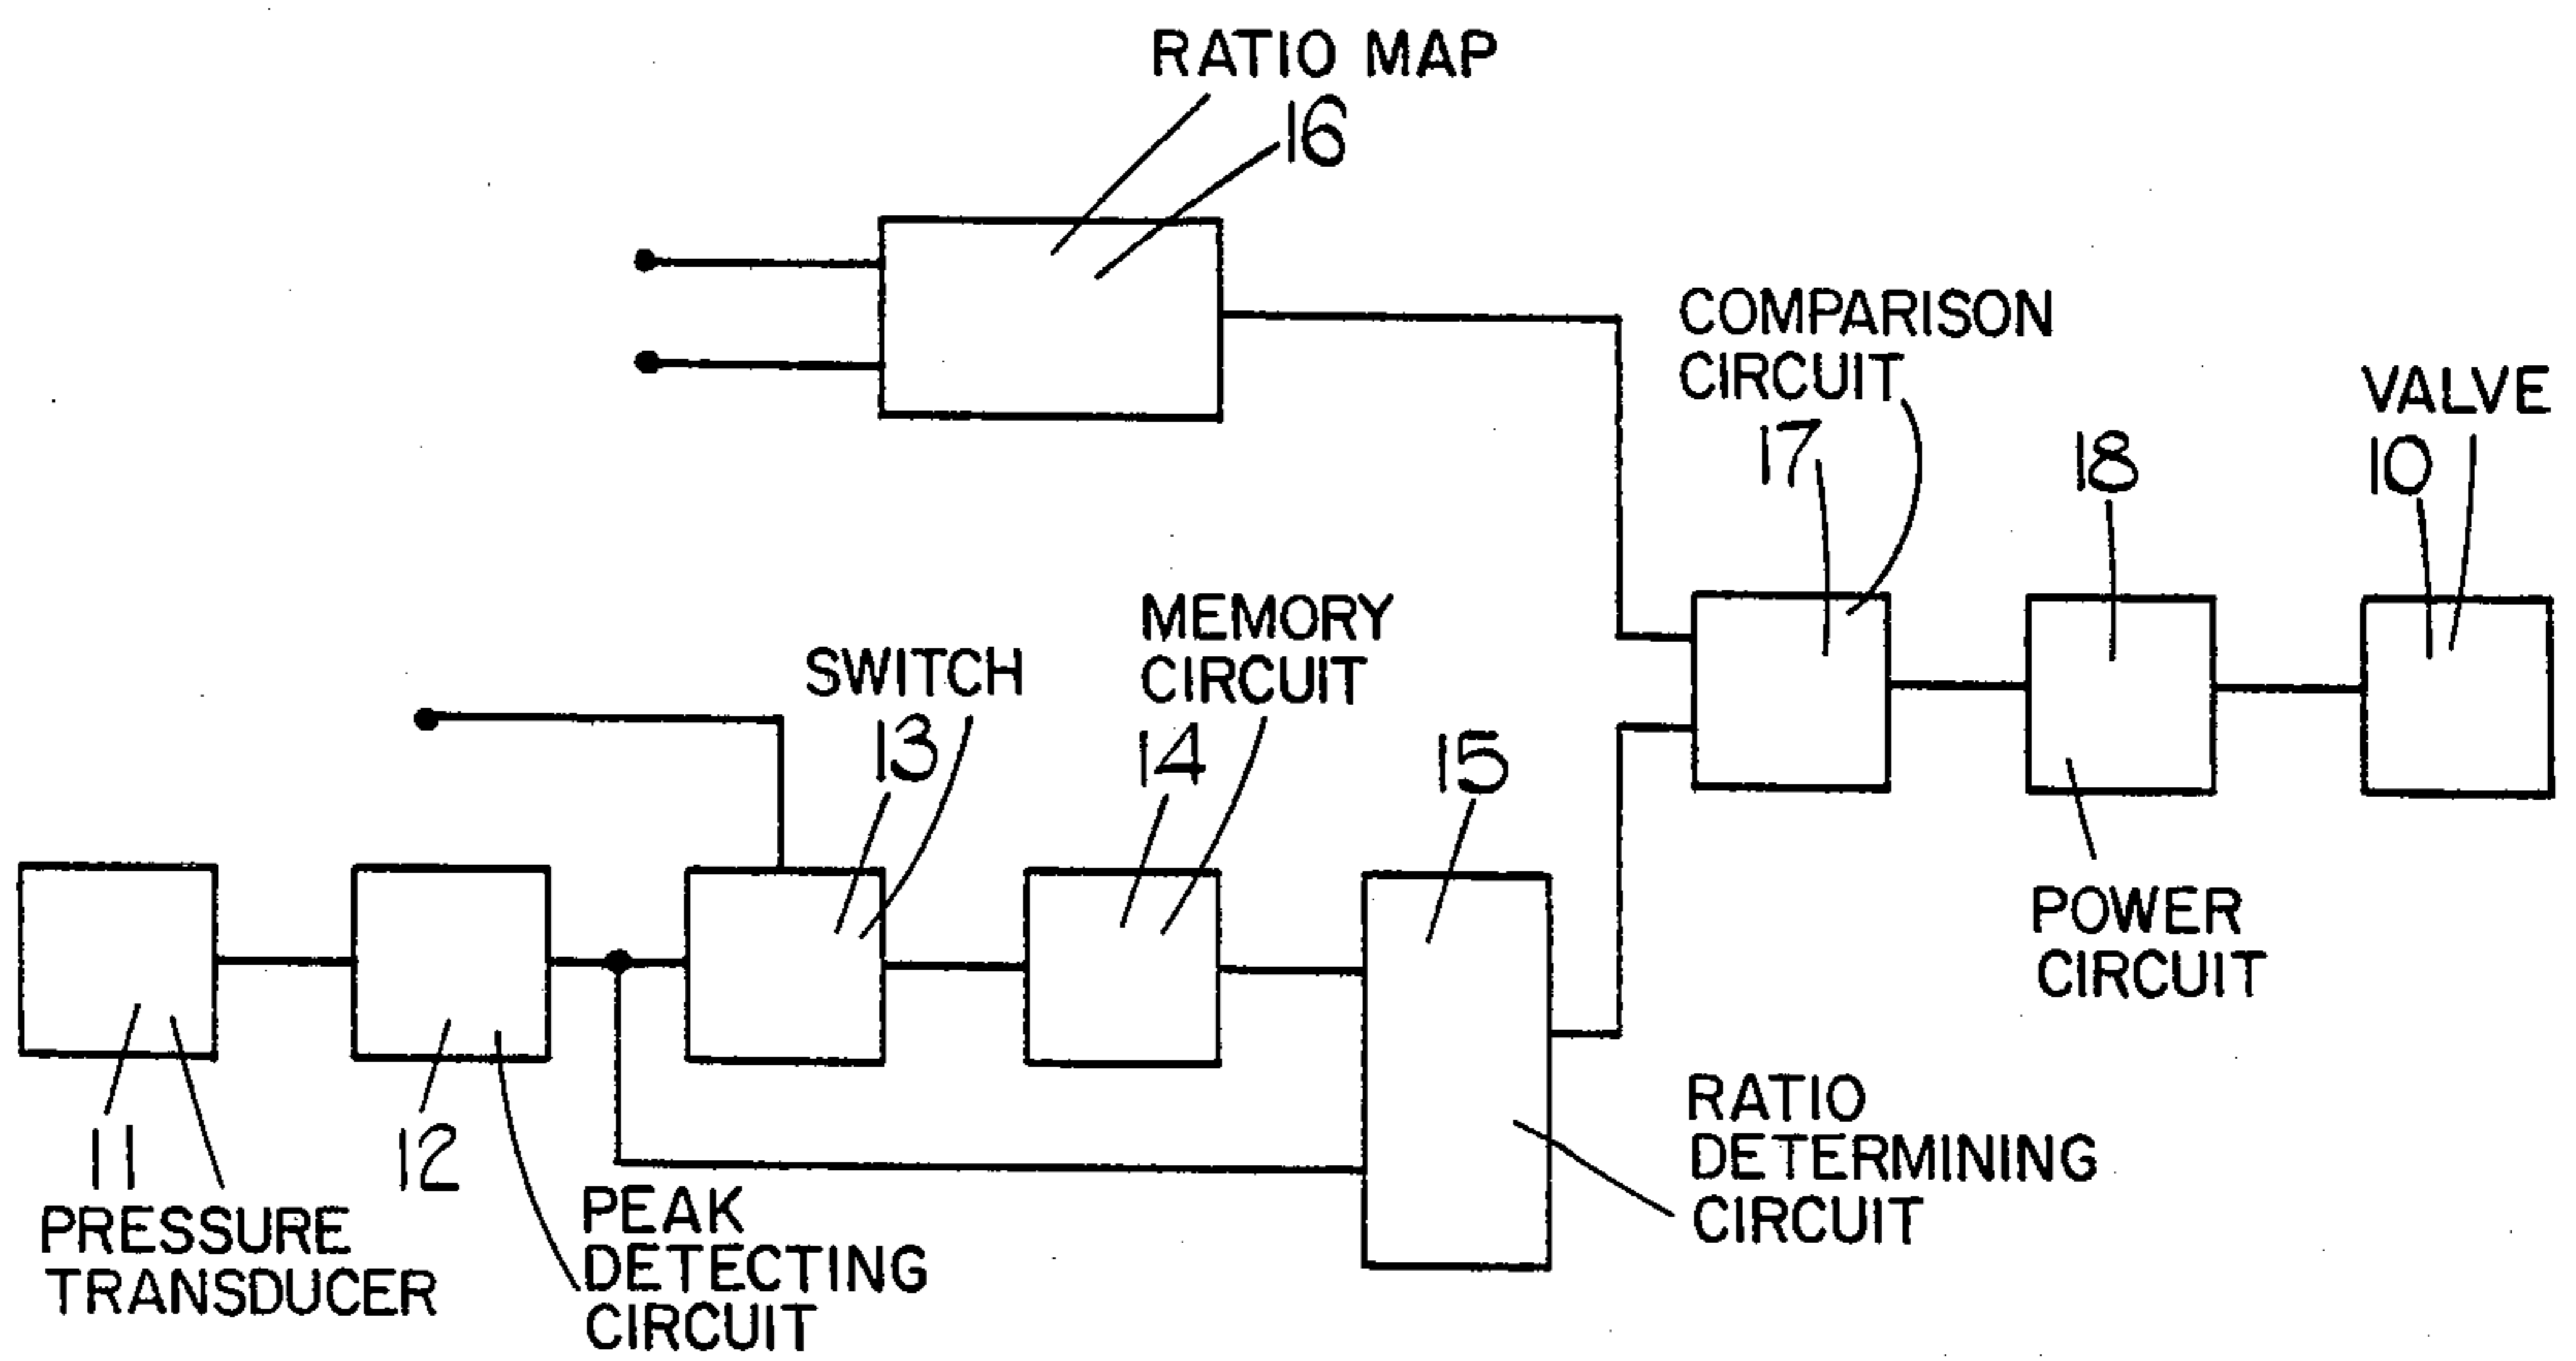 RATIO MAP
16
COMPARISON
CIRCUIT
17
18
VALVE
10
SWITCH
13
MEMORY
CIRCUIT
14
15
POWER
CIRCUIT
11
PRESSURE
TRANSDUCER
12
PEAK
DETECTING
CIRCUIT
RATIO
DETERMINING
CIRCUIT